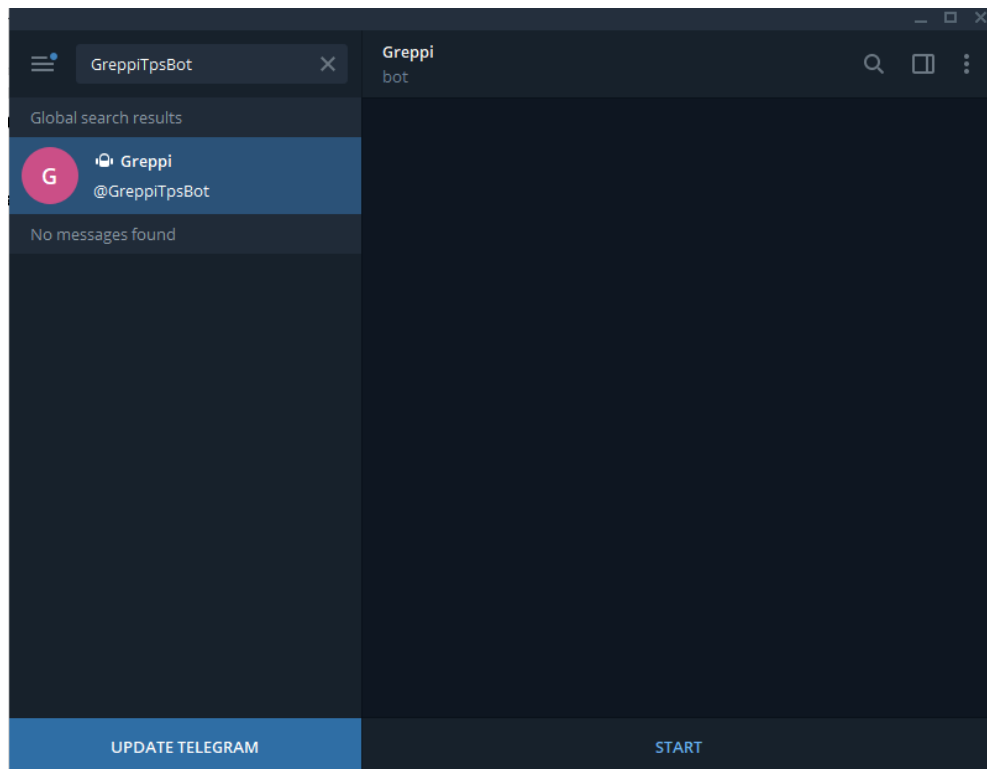 GreppiTpsBot
Greppi
bot
Global search results
G
Greppi
@GreppiTpsBot
No messages found
UPDATE TELEGRAM
START